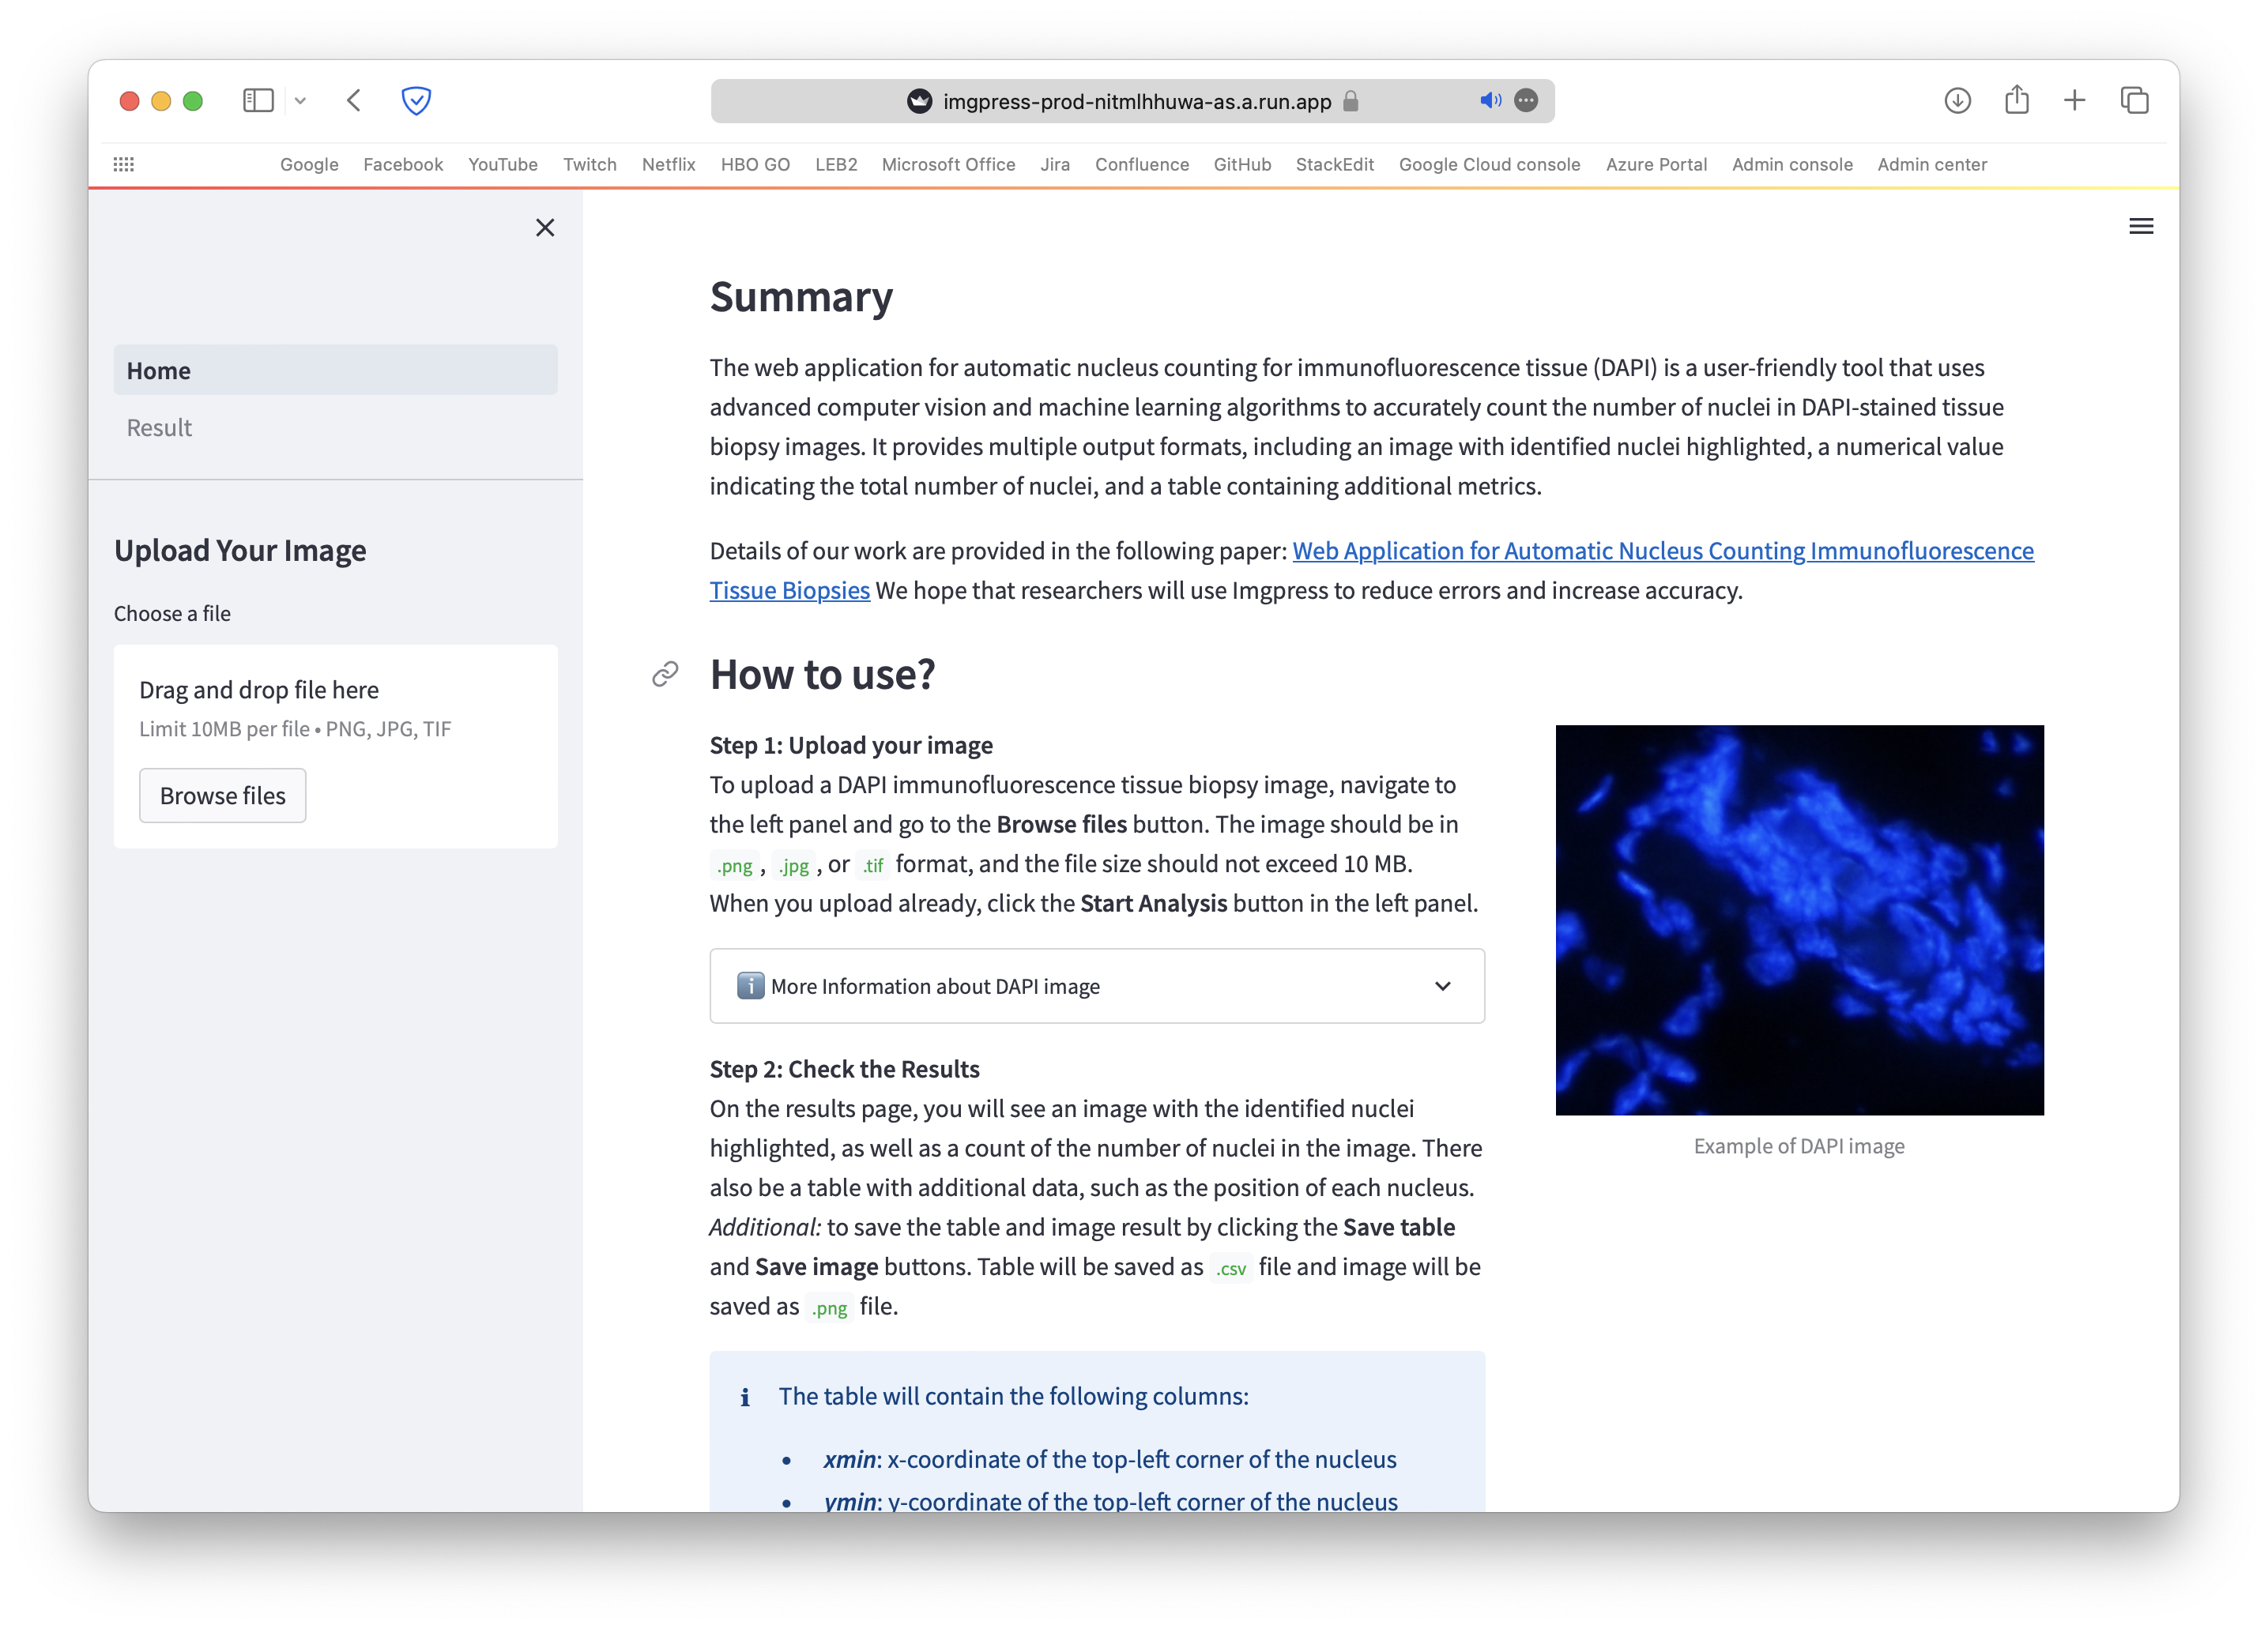 imgpress-prod-nitmlhhuwa-as.a.run.app
Google Facebook YouTube Twitch Netflix HBO GO LEB2 Microsoft Office Jira Confluence GitHub StackEdit Google Cloud console Azure Portal Admin console Admin center
Home
Result
Upload Your Image
Choose a file
Drag and drop file here
Limit 10MB per file • PNG, JPG, TIF
Browse files
Summary
The web application for automatic nucleus counting for immunofluorescence tissue (DAPI) is a user-friendly tool that uses
advanced computer vision and machine learning algorithms to accurately count the number of nuclei in DAPI-stained tissue
biopsy images. It provides multiple output formats, including an image with identified nuclei highlighted, a numerical value
indicating the total number of nuclei, and a table containing additional metrics.
Details of our work are provided in the following paper: Web Application for Automatic Nucleus Counting Immunofluorescence
Tissue Biopsies We hope that researchers will use Imgpress to reduce errors and increase accuracy.
How to use?
Step 1: Upload your image
To upload a DAPI immunofluorescence tissue biopsy image, navigate to
the left panel and go to the Browse files button. The image should be in
.png , .jpg , or .tif format, and the file size should not exceed 10 MB.
When you upload already, click the Start Analysis button in the left panel.
More Information about DAPI image
Step 2: Check the Results
On the results page, you will see an image with the identified nuclei
highlighted, as well as a count of the number of nuclei in the image. There
also be a table with additional data, such as the position of each nucleus.
Additional: to save the table and image result by clicking the Save table
and Save image buttons. Table will be saved as .csv file and image will be
saved as .png file.
The table will contain the following columns:
• xmin: x-coordinate of the top-left corner of the nucleus
• ymin: y-coordinate of the top-left corner of the nucleus
Example of DAPI image